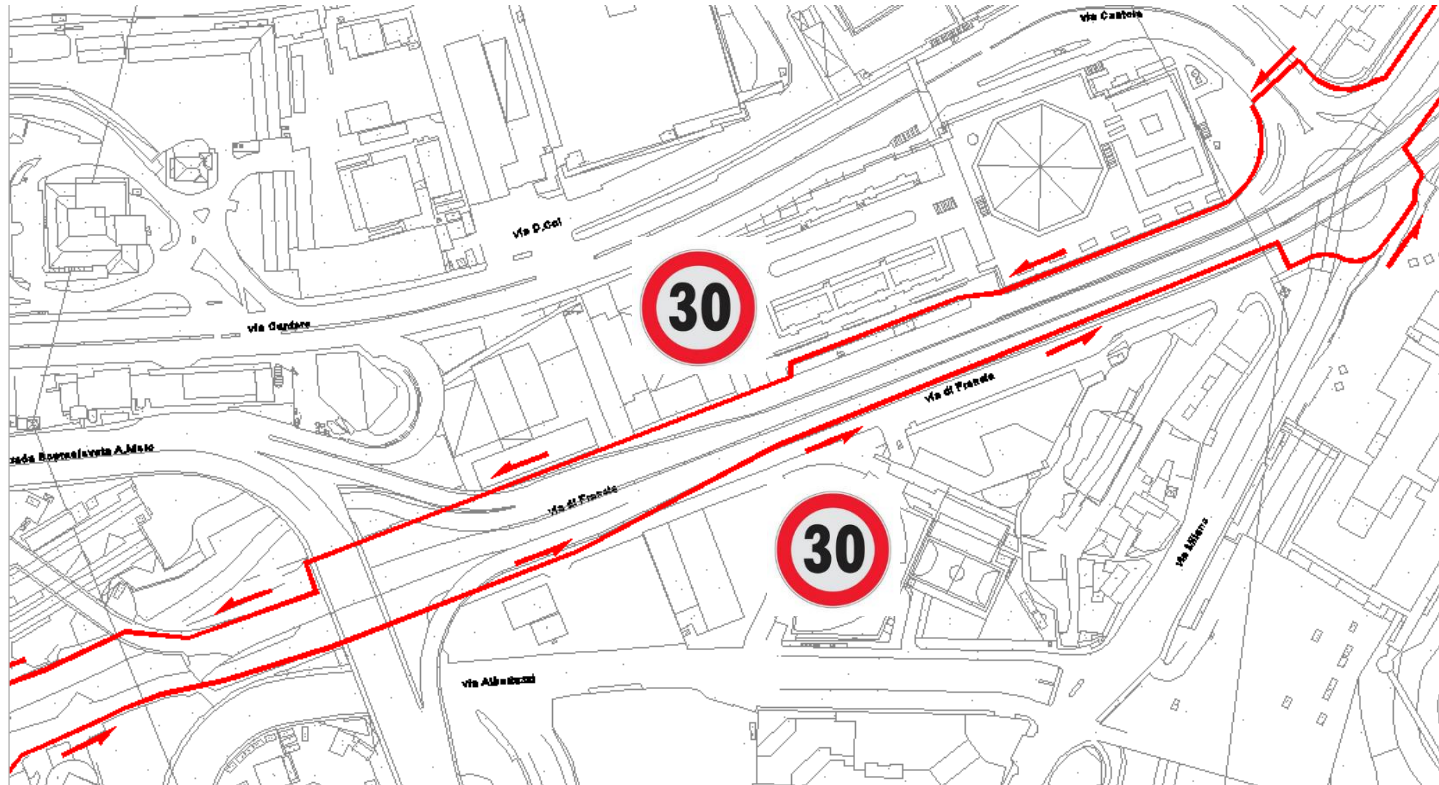 via Cantore
via D.Col
30
via Cantore
via di Francia
via di Francia
30
via Milano
via Albertazzi